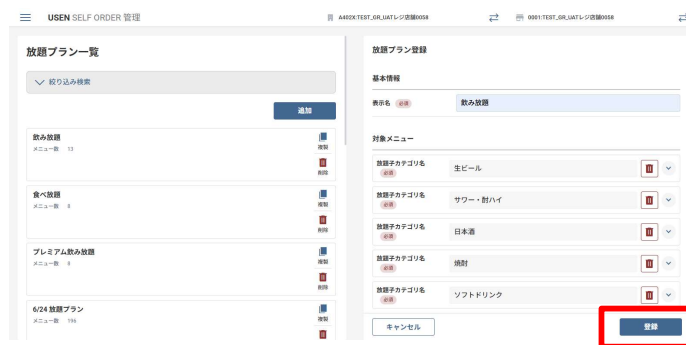 USEN SELF ORDER 管理
A402X:TEST_GR_UATレジ店舗0058
0001:TEST_GR_UATレジ店舗0058
放題プラン一覧
絞り込み検索
追加
飲み放題
メニュー数 13
複製
削除
食べ放題
メニュー数 8
複製
削除
プレミアム飲み放題
メニュー数 8
複製
削除
6/24 放題プラン
メニュー数 196
複製
放題プラン登録
基本情報
表示名 必須 飲み放題
対象メニュー
放題子カテゴリ名 必須 生ビール
放題子カテゴリ名 必須 サワー・酎ハイ
放題子カテゴリ名 必須 日本酒
放題子カテゴリ名 必須 焼酎
放題子カテゴリ名 必須 ソフトドリンク
キャンセル
登録